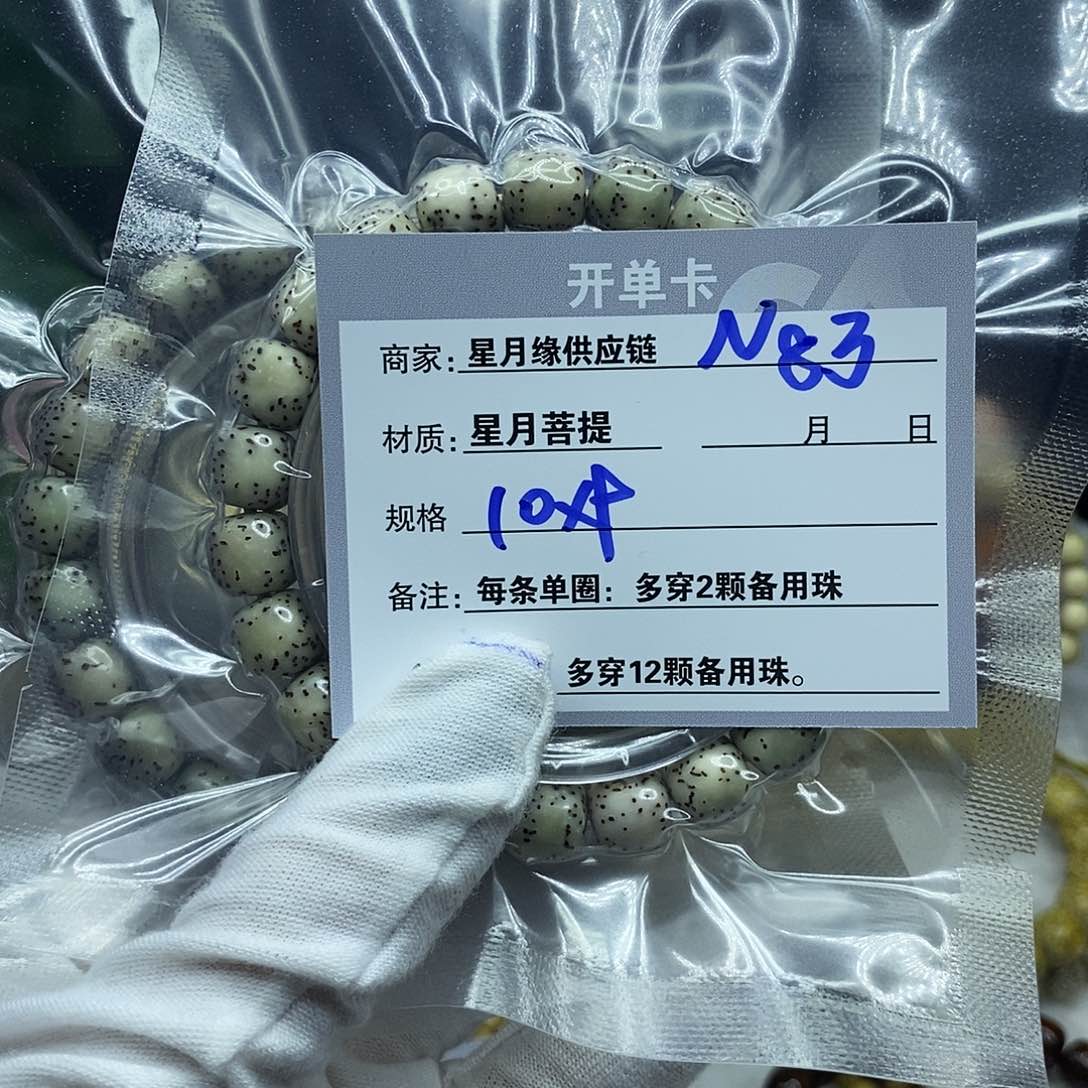 开单卡
商家：星月缘供应链 N83
材质：星月菩提 月 日
规格 10x9
备注：每条单圈：多穿2颗备用珠
多穿12颗备用珠。